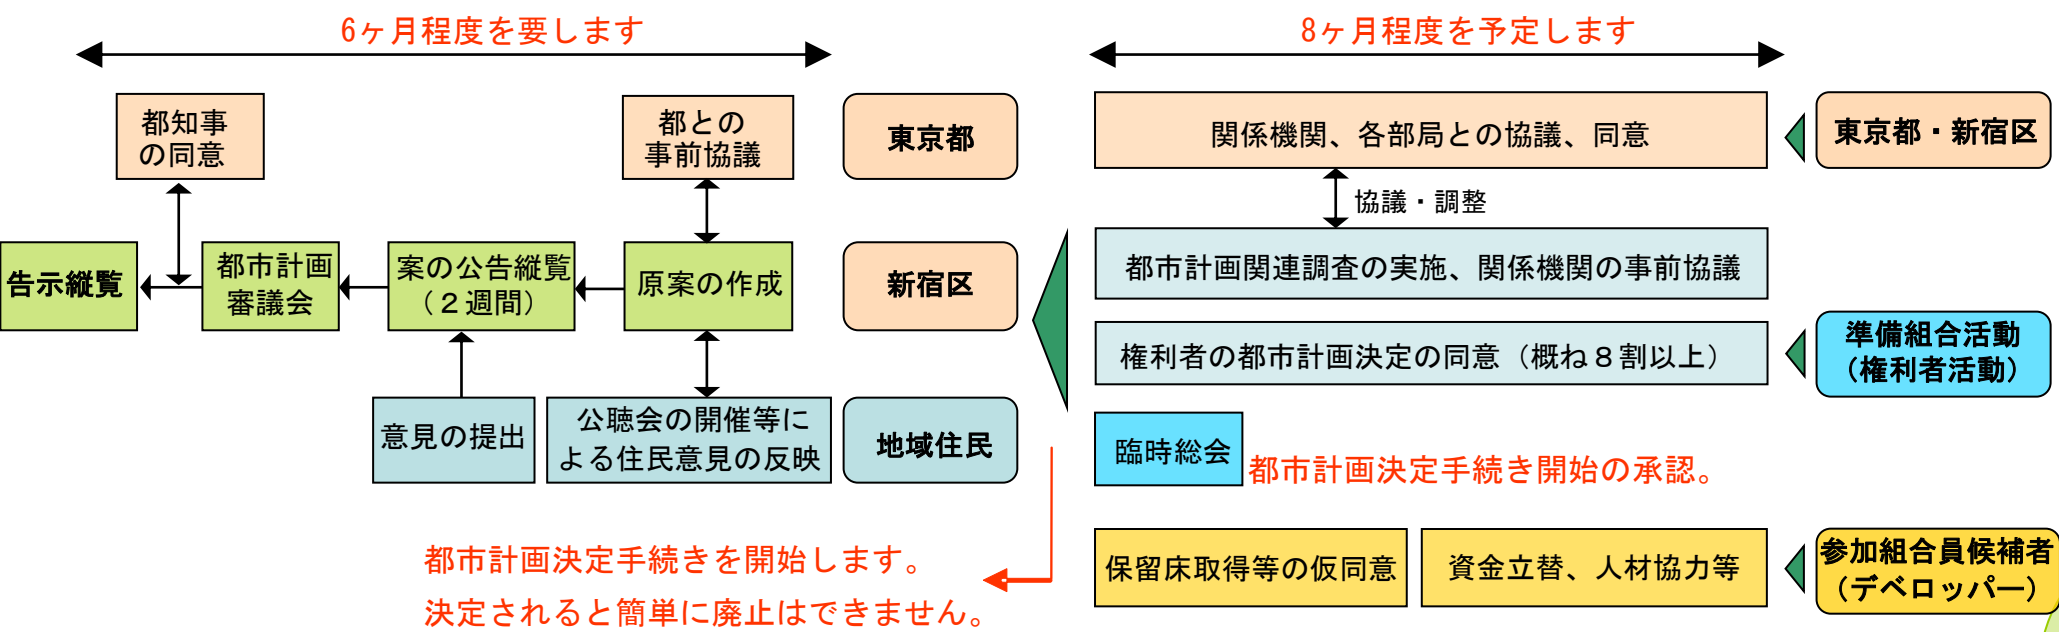 6ヶ月程度を要します
8ヶ月程度を予定します
都知事
の同意
都との
事前協議
東京都
関係機関、各部局との協議、同意
東京都・新宿区
協議・調整
告示縦覧
都市計画
審議会
案の公告縦覧
（２週間）
原案の作成
新宿区
都市計画関連調査の実施、関係機関の事前協議
権利者の都市計画決定の同意（概ね８割以上）
準備組合活動
（権利者活動）
意見の提出
公聴会の開催等に
よる住民意見の反映
地域住民
臨時総会
都市計画決定手続き開始の承認。
都市計画決定手続きを開始します。
決定されると簡単に廃止はできません。
保留床取得等の仮同意
資金立替、人材協力等
参加組合員候補者
（デベロッパー）